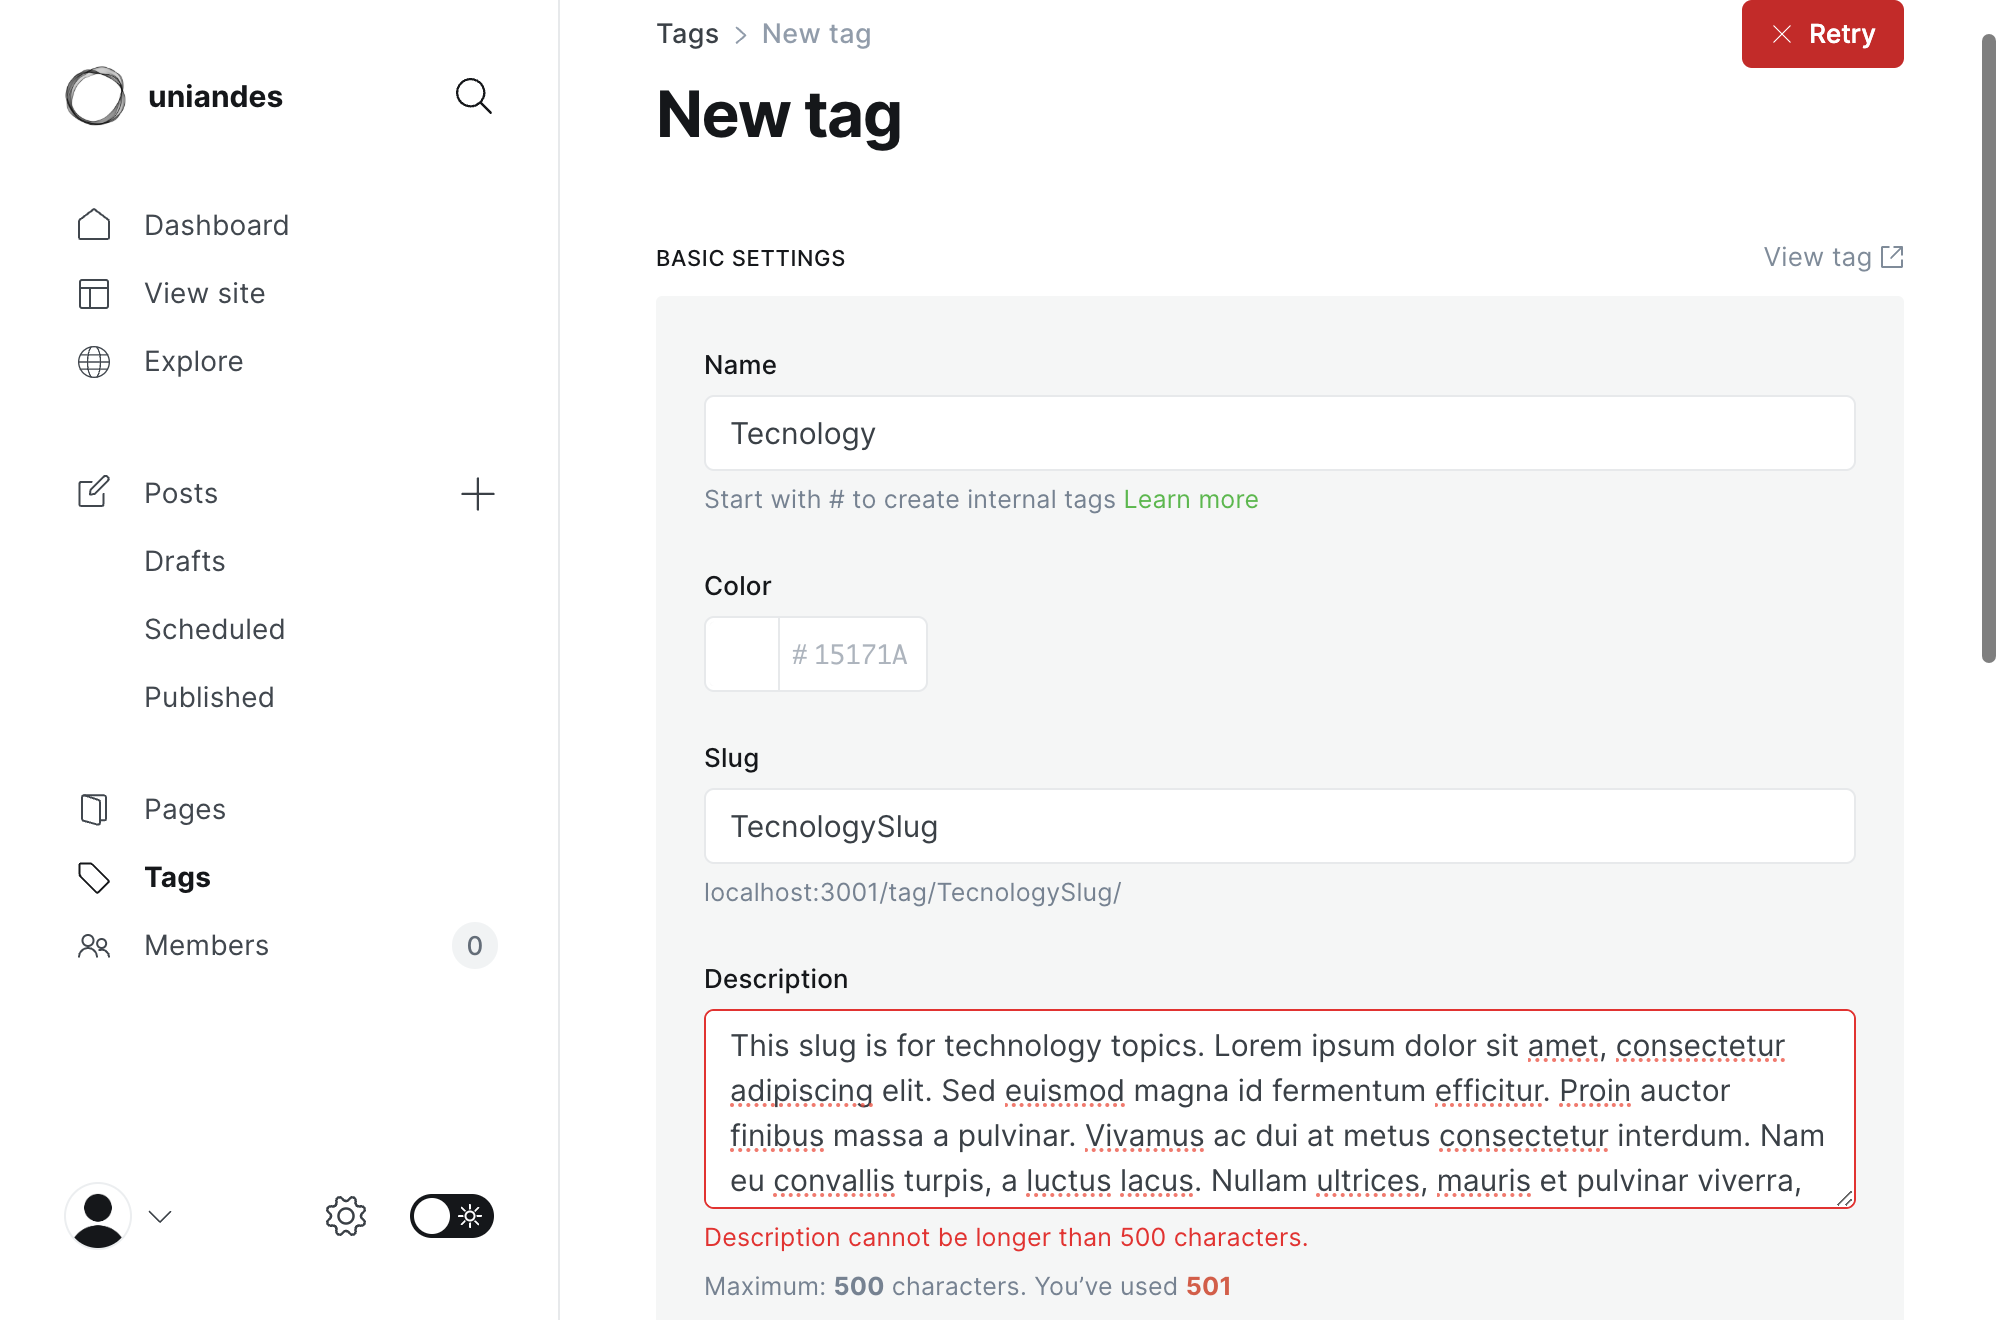 uniandes
Dashboard
View site
Explore
Posts
Drafts
Scheduled
Published
Pages
Tags
Members 0
Tags > New tag
Retry
New tag
BASIC SETTINGS
View tag
Name
Tecnology
Start with # to create internal tags Learn more
Color
# 15171A
Slug
TecnologySlug
localhost:3001/tag/TecnologySlug/
Description
This slug is for technology topics. Lorem ipsum dolor sit amet, consectetur
adipiscing elit. Sed euismod magna id fermentum efficitur. Proin auctor
finibus massa a pulvinar. Vivamus ac dui at metus consectetur interdum. Nam
eu convallis turpis, a luctus lacus. Nullam ultrices, mauris et pulvinar viverra,
Description cannot be longer than 500 characters.
Maximum: 500 characters. You’ve used 501